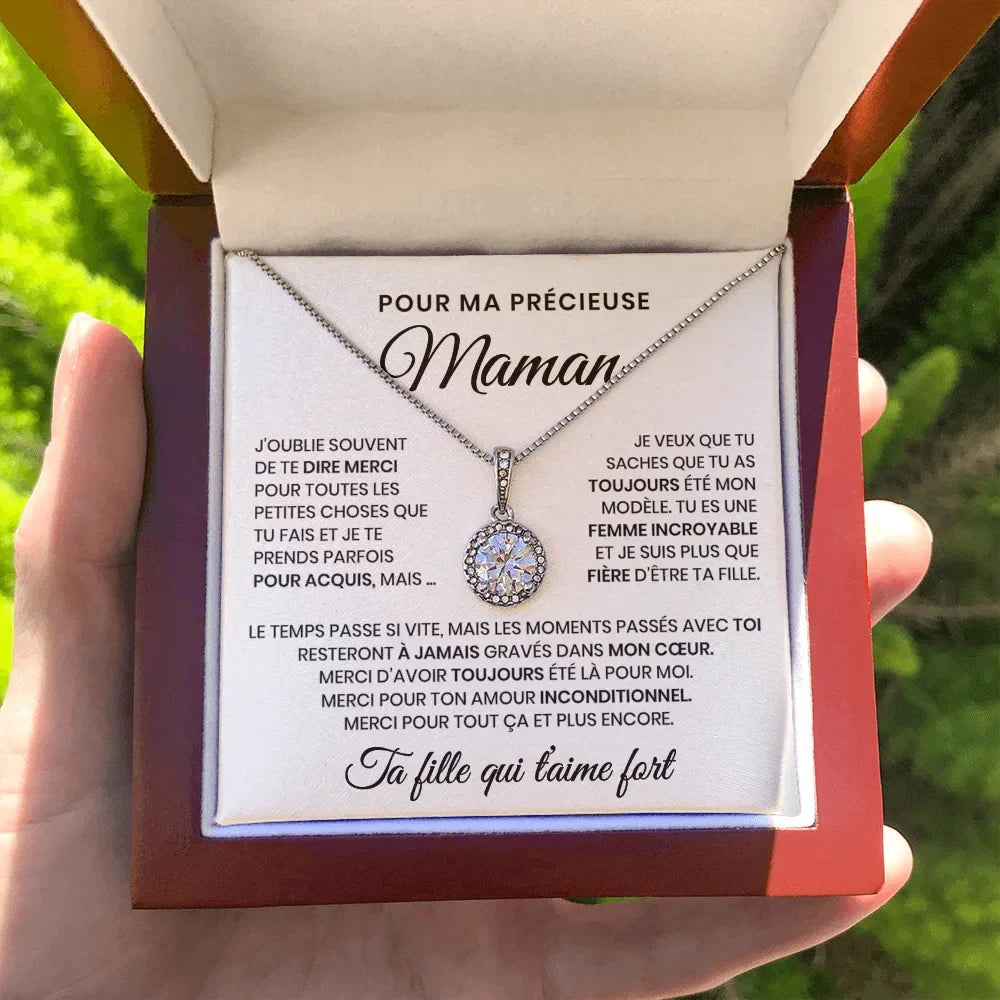 POUR MA PRÉCIEUSE
Maman
J'OUBLIE SOUVENT
DE TE DIRE MERCI
POUR TOUTES LES
PETITES CHOSES QUE
TU FAIS ET JE TE
PRENDS PARFOIS
POUR ACQUIS, MAIS ...
JE VEUX QUE TU
SACHES QUE TU AS
TOUJOURS ÉTÉ MON
MODÈLE. TU ES UNE
FEMME INCROYABLE
ET JE SUIS PLUS QUE
FIÈRE D'ÊTRE TA FILLE.
LE TEMPS PASSE SI VITE, MAIS LES MOMENTS PASSÉS AVEC TOI
RESTERONT À JAMAIS GRAVÉS DANS MON CŒUR.
MERCI D'AVOIR TOUJOURS ÉTÉ LÀ POUR MOI.
MERCI POUR TON AMOUR INCONDITIONNEL.
MERCI POUR TOUT ÇA ET PLUS ENCORE.
Ta fille qui t'aime fort